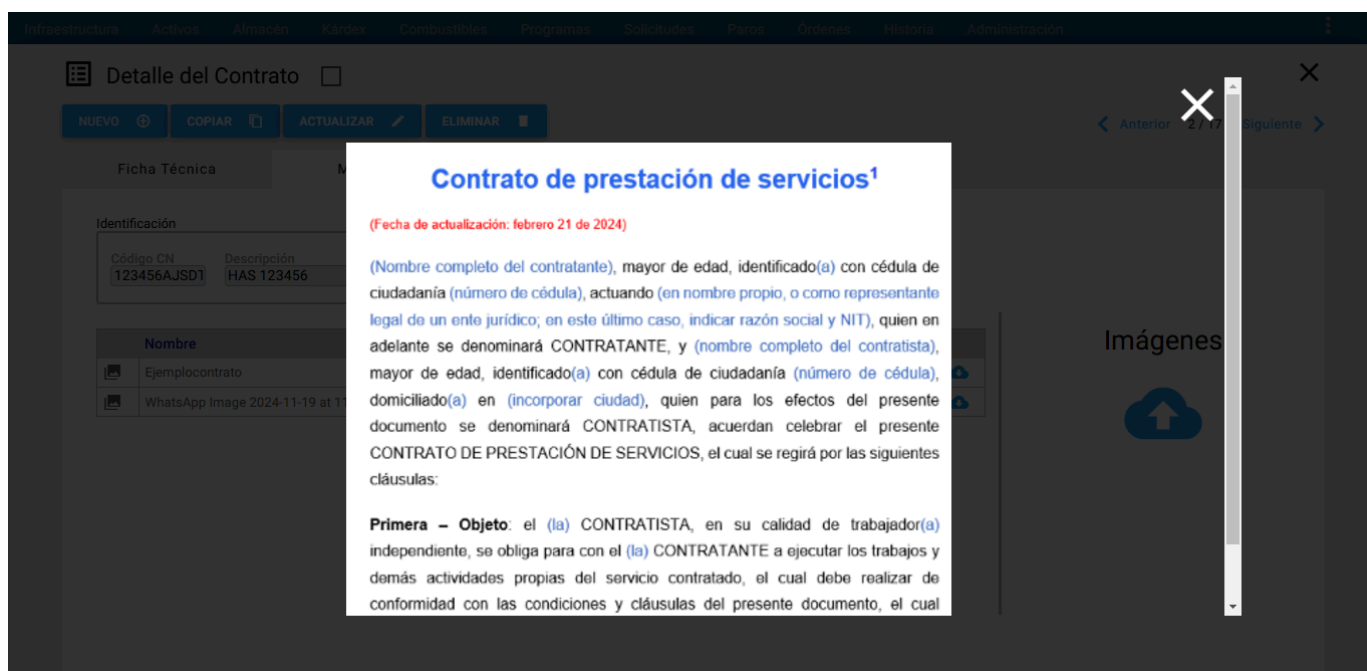 Infraestructura Activos Almacén Kárdex Combustibles Programas Solicitudes Paros Órdenes Historia Administración
Detalle del Contrato
NUEVO COPIAR ACTUALIZAR ELIMINAR
Anterior 2 / 17 Siguiente
Ficha Técnica M
Contrato de prestación de servicios¹
(Fecha de actualización: febrero 21 de 2024)
Identificación
Código CN Descripción
123456AJSDT HAS 123456
(Nombre completo del contratante), mayor de edad, identificado(a) con cédula de
ciudadanía (número de cédula), actuando (en nombre propio, o como representante
legal de un ente jurídico; en este último caso, indicar razón social y NIT), quien en
adelante se denominará CONTRATANTE, y (nombre completo del contratista),
mayor de edad, identificado(a) con cédula de ciudadanía (número de cédula),
domiciliado(a) en (incorporar ciudad), quien para los efectos del presente
documento se denominará CONTRATISTA, acuerdan celebrar el presente
CONTRATO DE PRESTACIÓN DE SERVICIOS, el cual se regirá por las siguientes
cláusulas:
Primera – Objeto: el (la) CONTRATISTA, en su calidad de trabajador(a)
independiente, se obliga para con el (la) CONTRATANTE a ejecutar los trabajos y
demás actividades propias del servicio contratado, el cual debe realizar de
conformidad con las condiciones y cláusulas del presente documento, el cual
Nombre
Ejemplocontrato
WhatsApp Image 2024-11-19 at 11
Imágenes